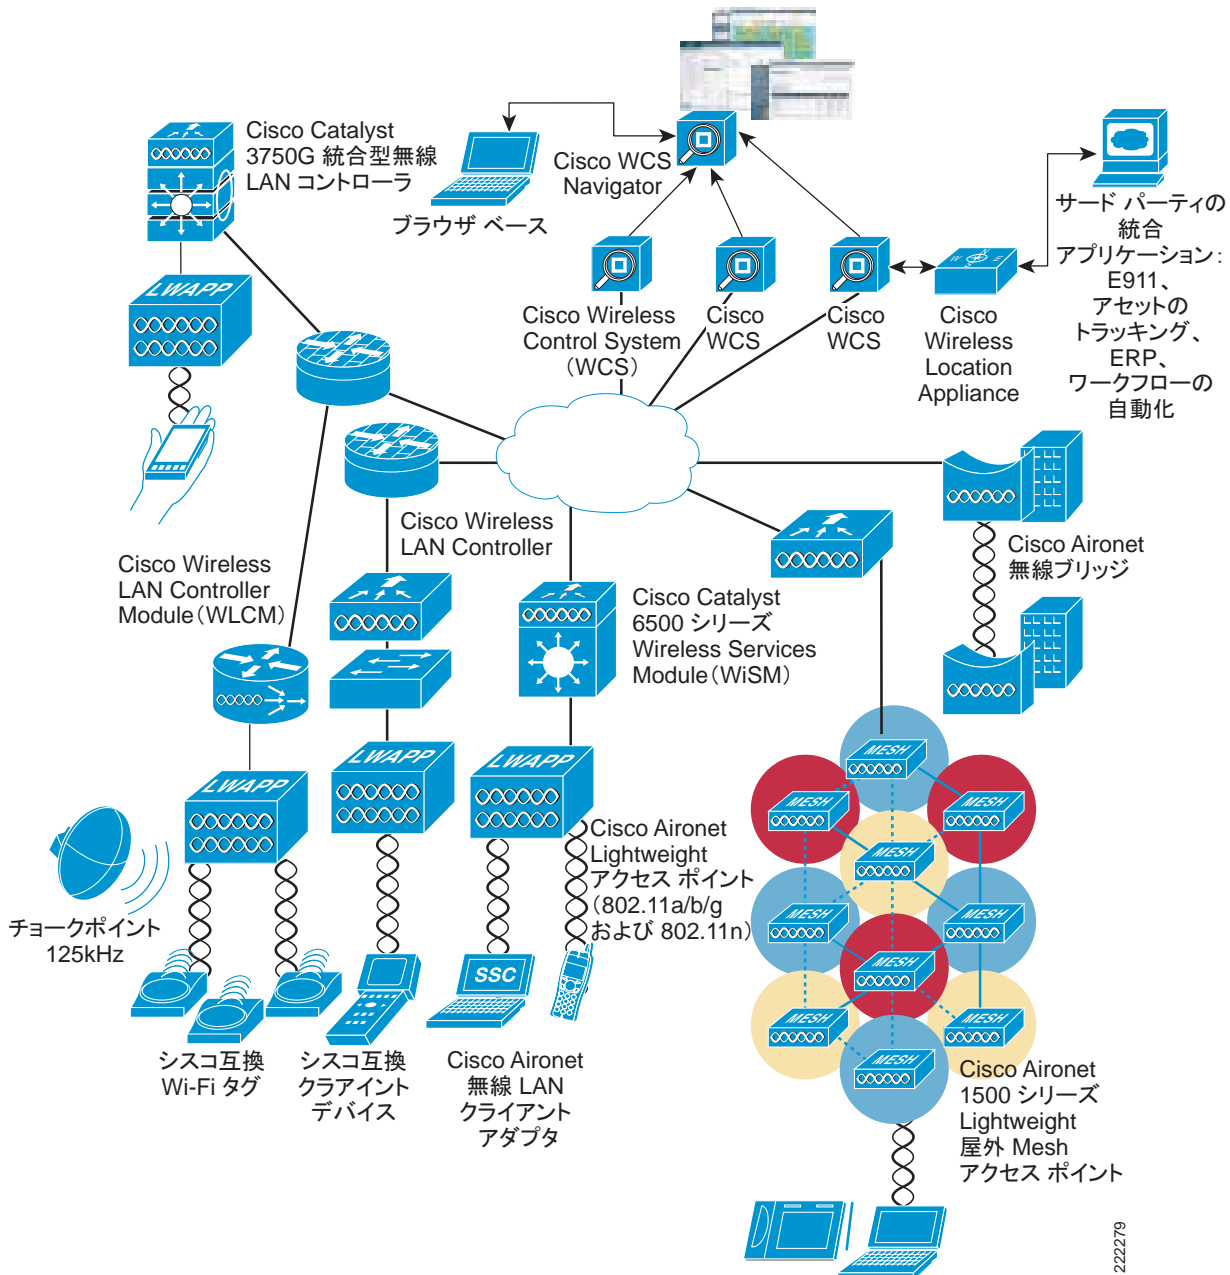 Cisco Catalyst
3750G 統合型無線
LAN コントローラ
ブラウザ ベース
Cisco WCS
Navigator
サード パーティの
統合
アプリケーション：
E911、
アセットの
トラッキング、
ERP、
ワークフローの
自動化
W
N
E
S
LWAPP
Cisco Wireless
Control System
（WCS）
Cisco
WCS
Cisco
WCS
Cisco
Wireless
Location
Appliance
Cisco Wireless
LAN Controller
Cisco Wireless
LAN Controller
Module（WLCM）
Cisco Catalyst
6500 シリーズ
Wireless Services
Module（WiSM）
Cisco Aironet
無線ブリッジ
LWAPP
LWAPP
LWAPP
MESH
MESH
MESH
MESH
MESH
MESH
MESH
MESH
MESH
MESH
Cisco Aironet
Lightweight
アクセス ポイント
（802.11a/b/g
および 802.11n）
チョークポイント
125kHz
SSC
シスコ互換
Wi-Fi タグ
シスコ互換
クラアイント
デバイス
Cisco Aironet
無線 LAN
クライアント
アダプタ
Cisco Aironet
1500 シリーズ
Lightweight
屋外 Mesh
アクセス ポイント
222279